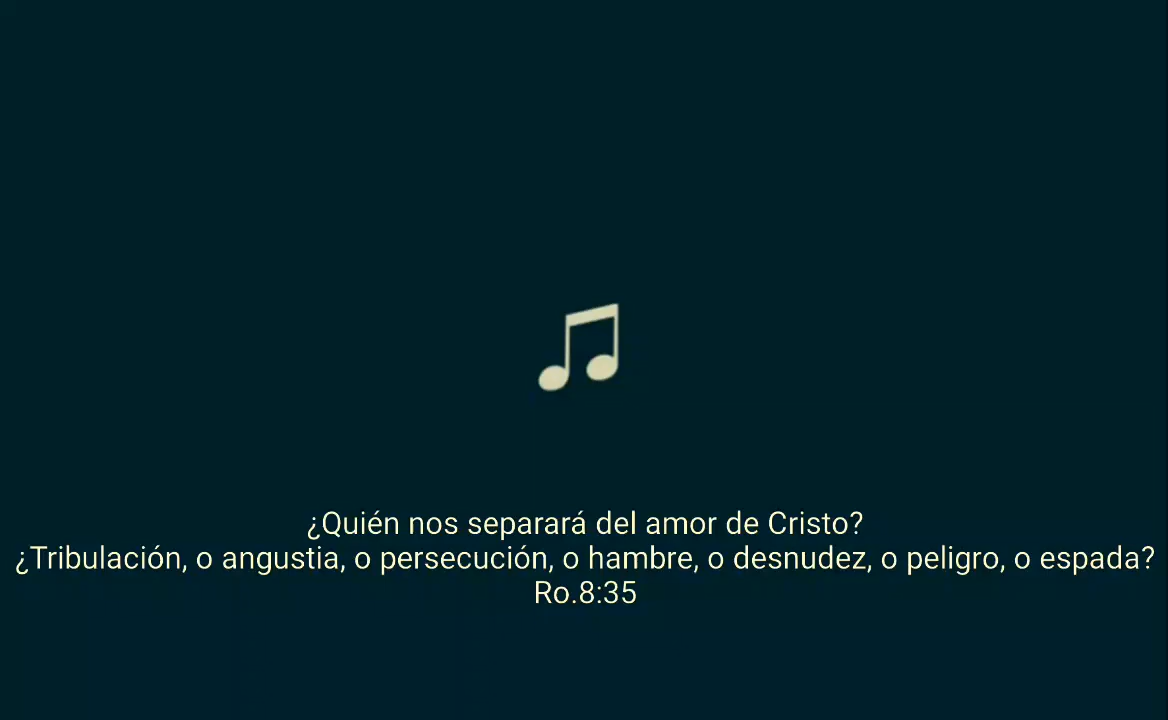 ¿Quién nos separará del amor de Cristo?
¿Tribulación, o angustia, o persecución, o hambre, o desnudez, o peligro, o espada?
Ro.8:35